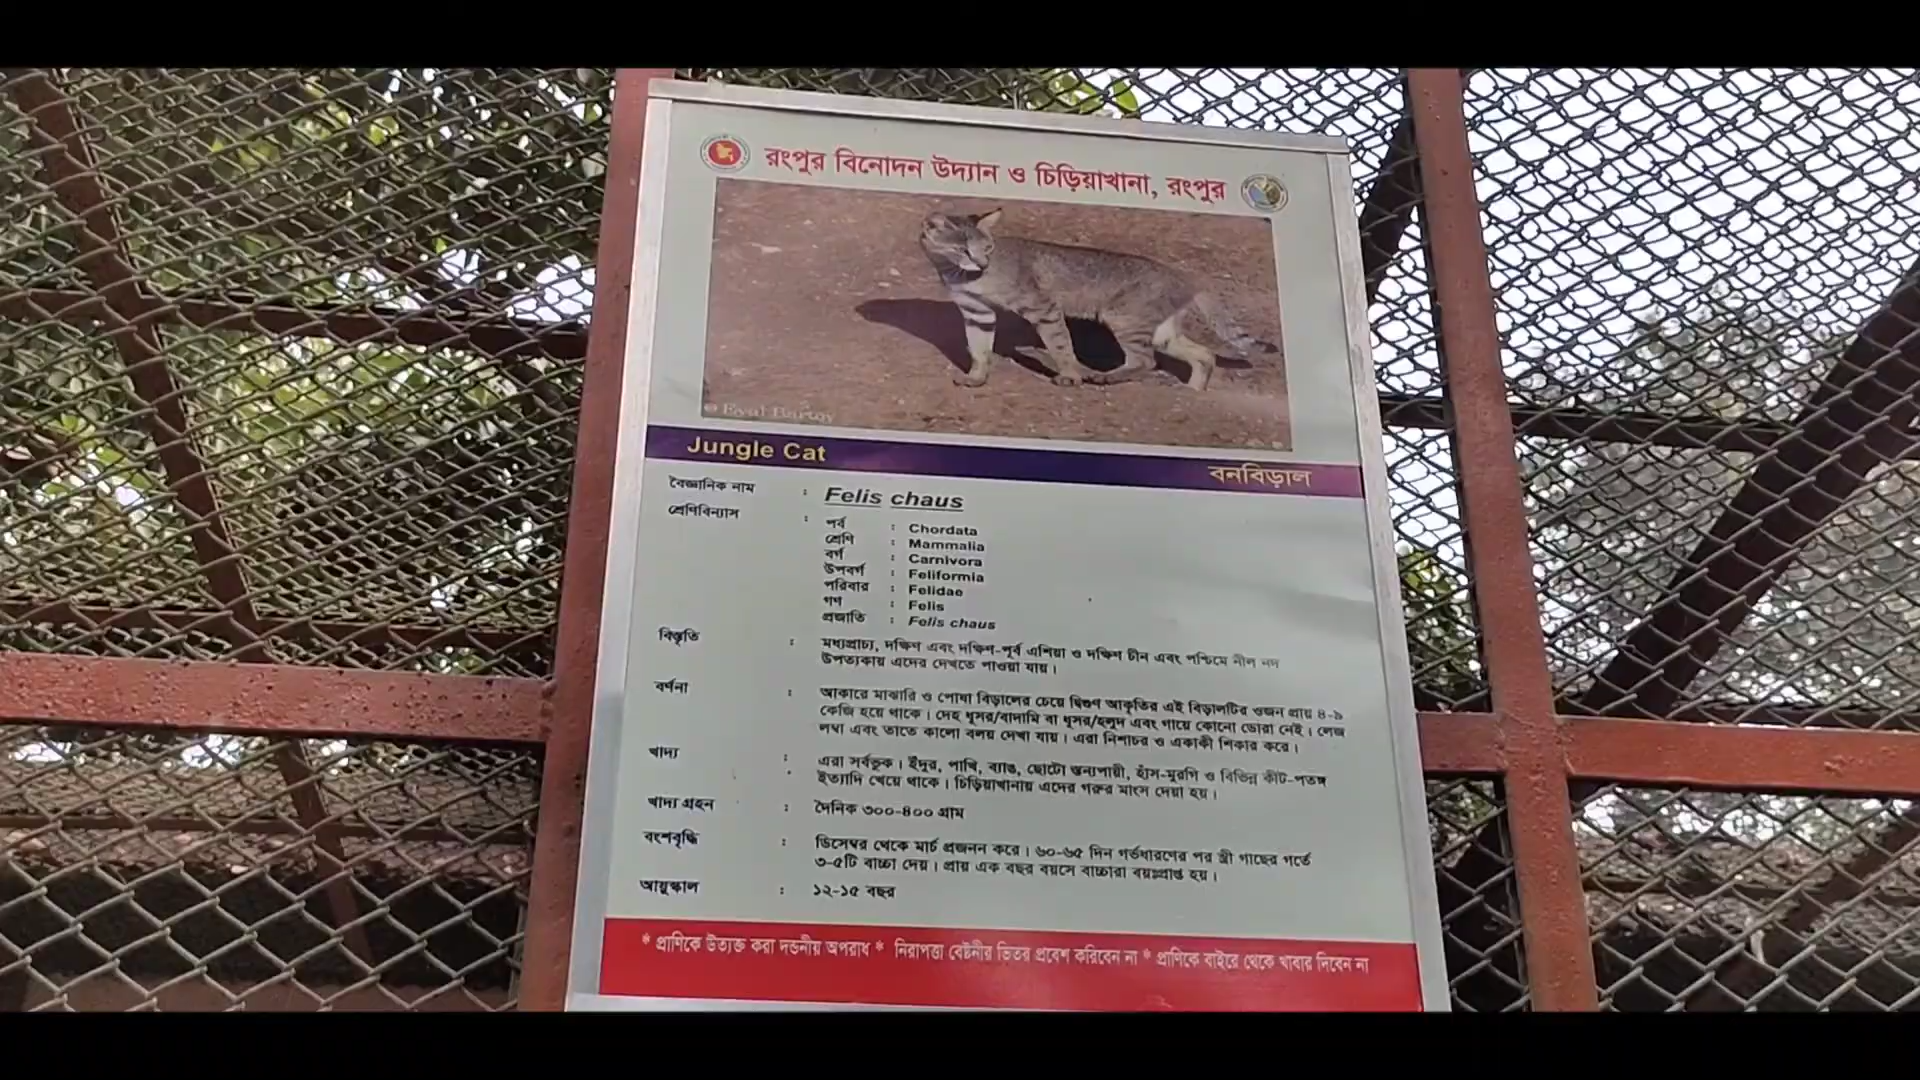 রংপুর বিনোদন উদ্যান ও চিড়িয়াখানা, রংপুর
© Eyal Bartov
Jungle Cat
বনবিড়াল
বৈজ্ঞানিক নাম : Felis chaus
শ্রেণিবিন্যাস :
পর্ব : Chordata
শ্রেণি : Mammalia
বর্গ : Carnivora
উপবর্গ : Feliformia
পরিবার : Felidae
গণ : Felis
প্রজাতি : Felis chaus
বিস্তৃতি : মধ্যপ্রাচ্য, দক্ষিণ এবং দক্ষিণ-পূর্ব এশিয়া ও দক্ষিণ চীন এবং পশ্চিমে নীল নদ
উপত্যকায় এদের দেখতে পাওয়া যায়।
বর্ণনা : আকারে মাঝারি ও পোষা বিড়ালের চেয়ে দ্বিগুণ আকৃতির এই বিড়ালটির ওজন প্রায় ৪-৯
কেজি হয়ে থাকে। দেহ ধূসর/বাদামি বা ধূসর/হলুদ এবং গায়ে কোনো ডোরা নেই। লেজ
লম্বা এবং তাতে কালো বলয় দেখা যায়। এরা নিশাচর ও একাকী শিকার করে।
খাদ্য : এরা সর্বভুক। ইঁদুর, পাখি, ব্যাঙ, ছোটো স্তন্যপায়ী, হাঁস-মুরগি ও বিভিন্ন কীট-পতঙ্গ
ইত্যাদি খেয়ে থাকে। চিড়িয়াখানায় এদের গরুর মাংস দেয়া হয়।
খাদ্য গ্রহন : দৈনিক ৩০০-৪০০ গ্রাম
বংশবৃদ্ধি : ডিসেম্বর থেকে মার্চ প্রজনন করে। ৬০-৬৫ দিন গর্ভধারণের পর স্ত্রী গাছের গর্তে
৩-৫টি বাচ্চা দেয়। প্রায় এক বছর বয়সে বাচ্চারা বয়ঃপ্রাপ্ত হয়।
আয়ুস্কাল : ১২-১৫ বছর
* প্রাণিকে উত্যক্ত করা দন্ডনীয় অপরাধ * নিরাপত্তা বেষ্টনীর ভিতর প্রবেশ করিবেন না * প্রাণিকে বাইরে থেকে খাবার দিবেন না